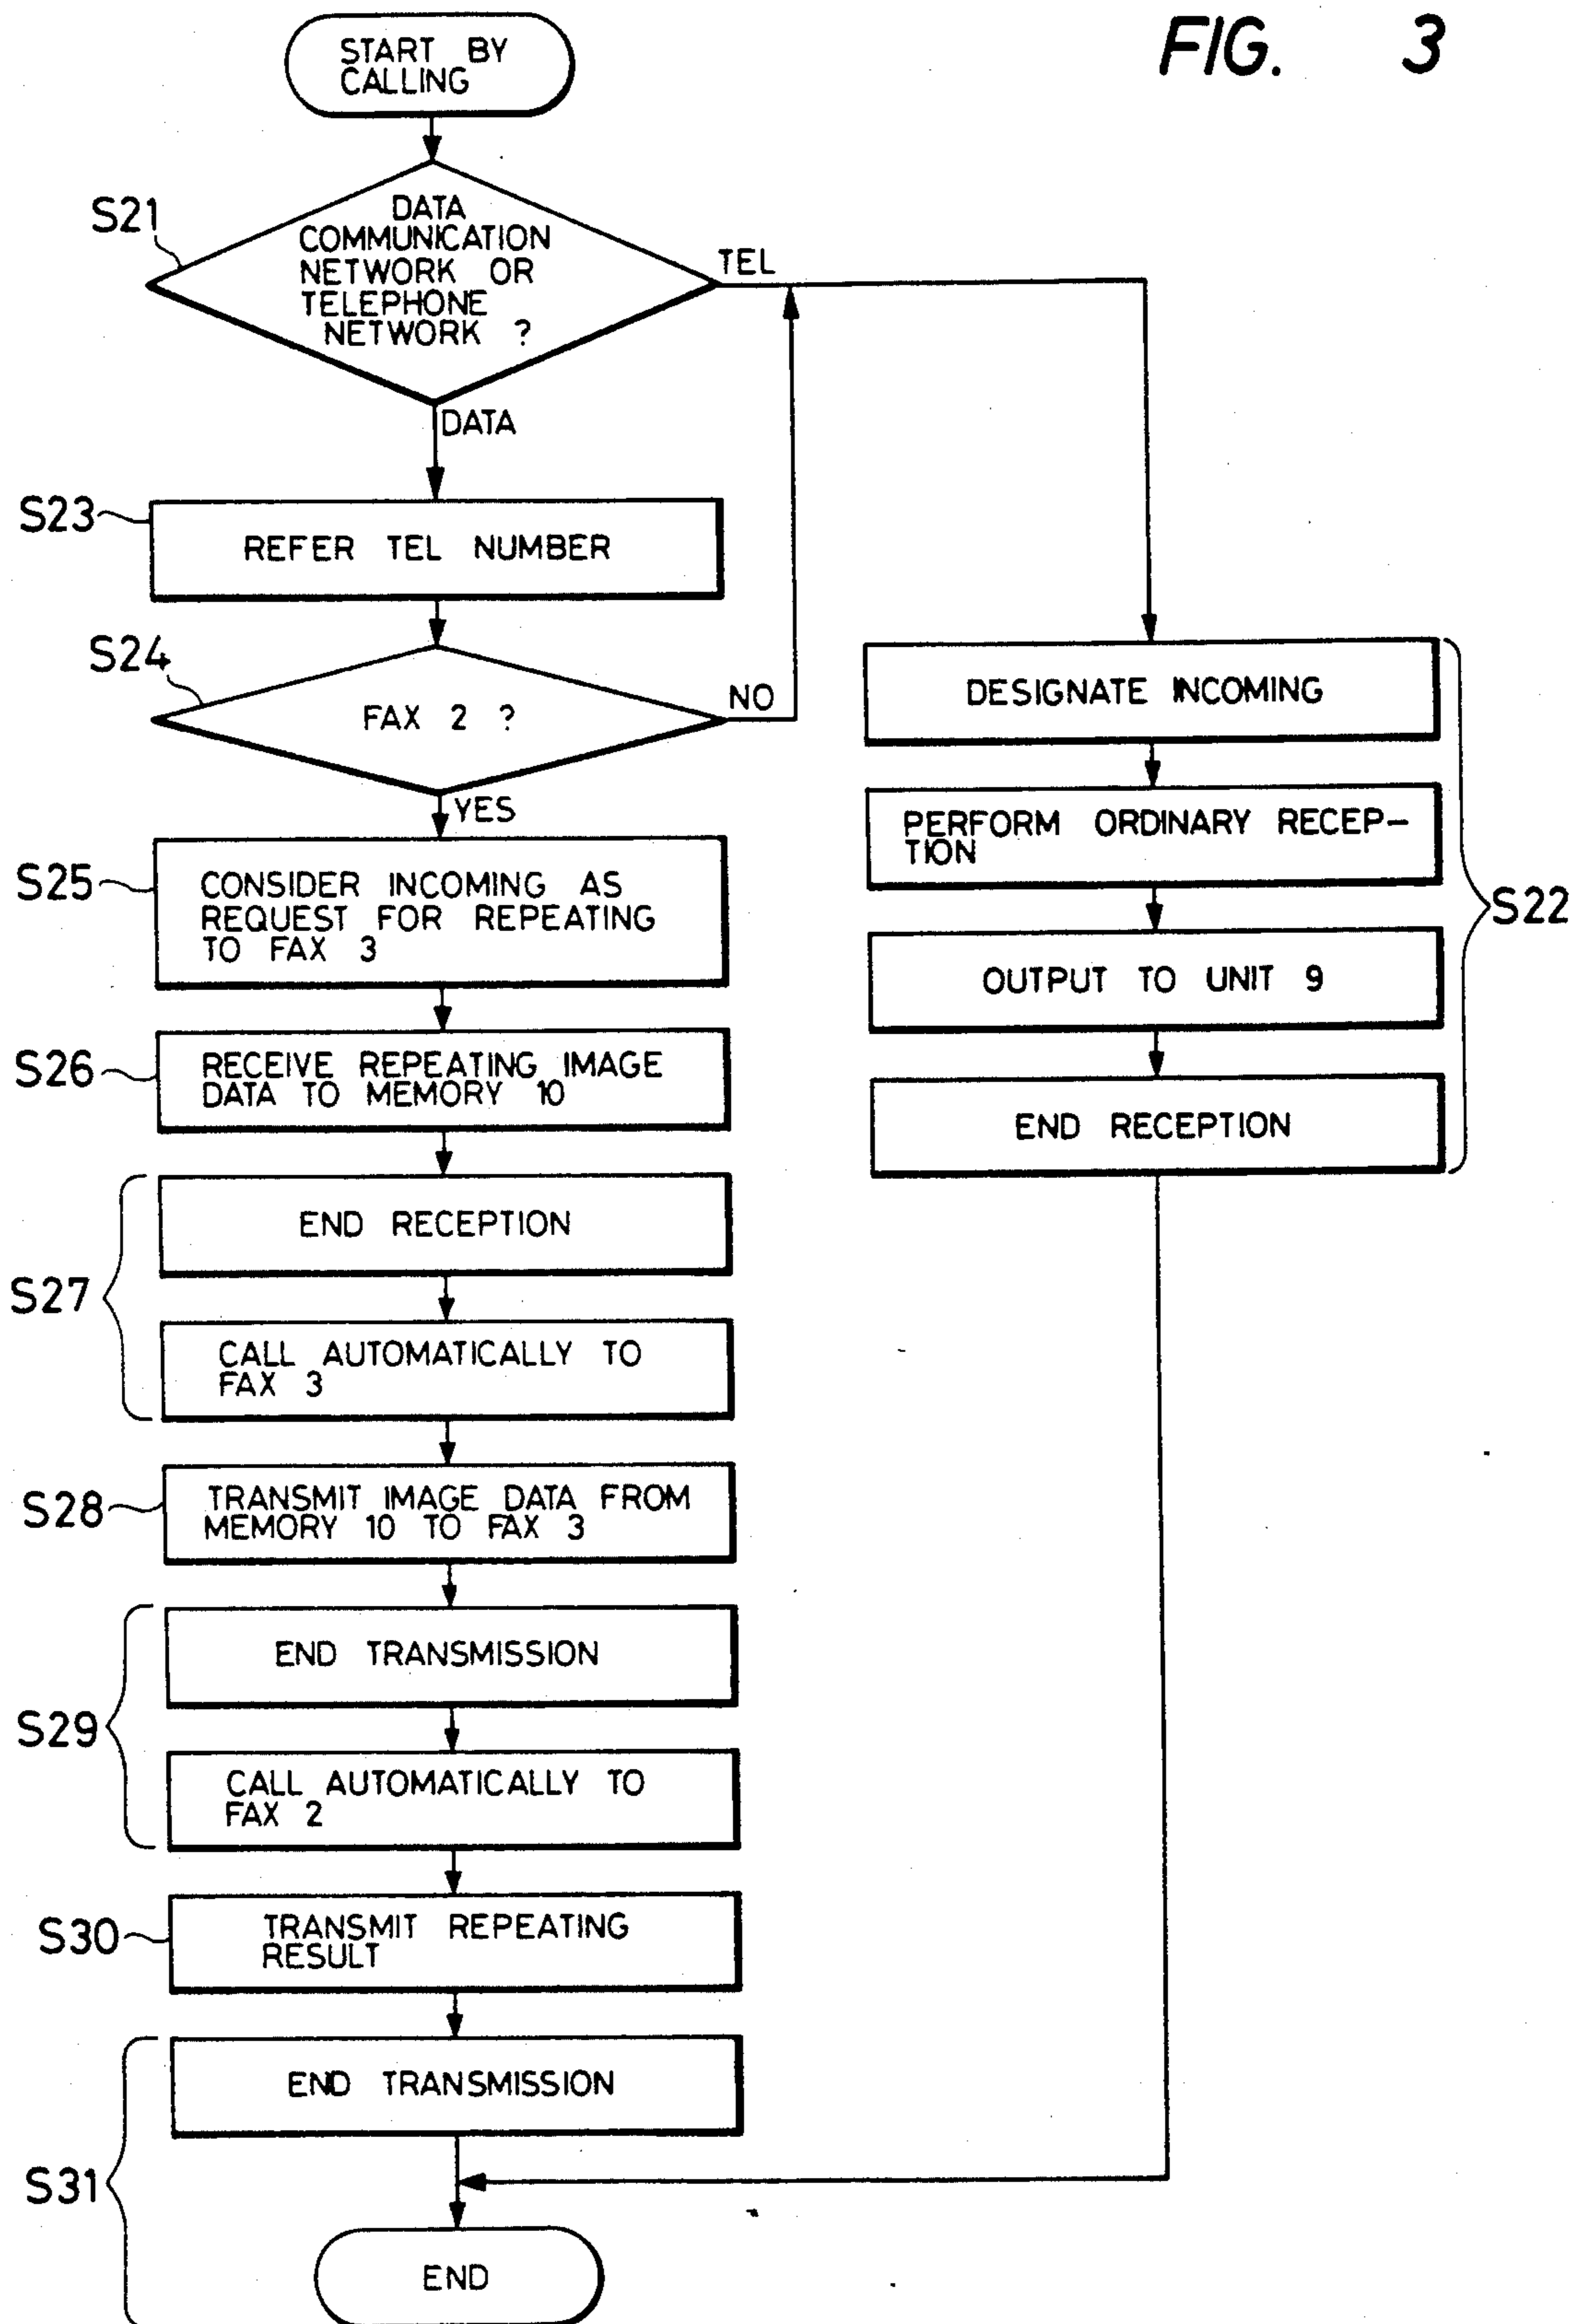 FIG. 3
START BY
CALLING
S21
DATA
COMMUNICATION
NETWORK OR
TELEPHONE
NETWORK ?
TEL
DATA
S23
REFER TEL NUMBER
S24
FAX 2 ?
NO
YES
S25
CONSIDER INCOMING AS
REQUEST FOR REPEATING
TO FAX 3
S26
RECEIVE REPEATING IMAGE
DATA TO MEMORY 10
S27
END RECEPTION
CALL AUTOMATICALLY TO
FAX 3
S28
TRANSMIT IMAGE DATA FROM
MEMORY 10 TO FAX 3
S29
END TRANSMISSION
CALL AUTOMATICALLY TO
FAX 2
S30
TRANSMIT REPEATING
RESULT
S31
END TRANSMISSION
END
DESIGNATE INCOMING
PERFORM ORDINARY RECEP-
TION
OUTPUT TO UNIT 9
END RECEPTION
S22